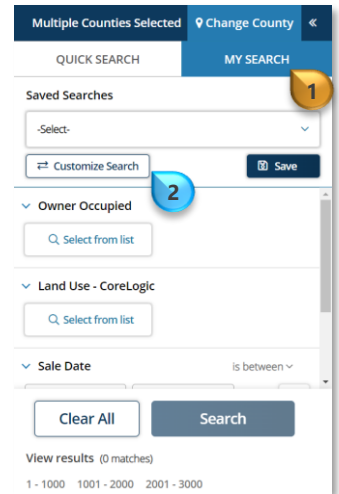 Multiple Counties Selected Change County «
QUICK SEARCH MY SEARCH
1
Saved Searches
-Select-
Customize Search Save
2
Owner Occupied
Select from list
Land Use - CoreLogic
Select from list
Sale Date is between
Clear All Search
View results (0 matches)
1 - 1000 1001 - 2000 2001 - 3000